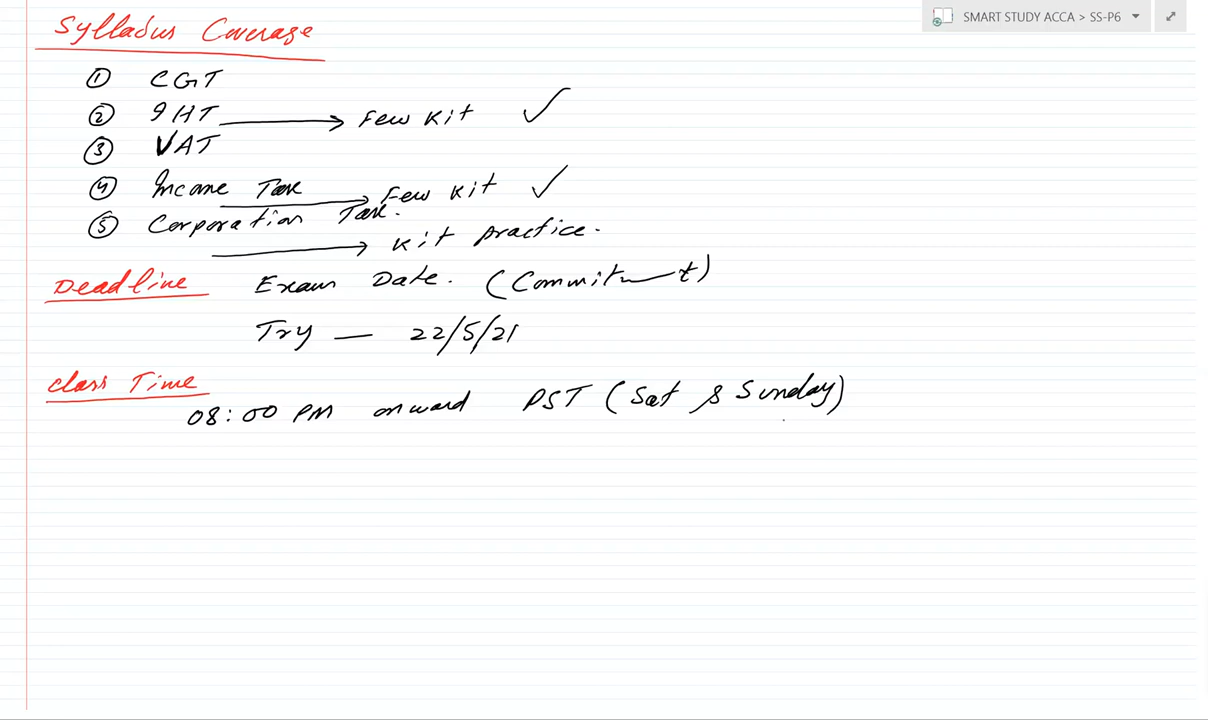 SMART STUDY ACCA > SS-P6
Sylladus Coverage
① CGT
② IHT → Few Kit ✓
③ VAT
④ Income Tax → Few Kit ✓
⑤ Corporation Tax.
→ Kit Practice.
Deadline Exam Date. (Commitment)
Try — 22/5/21
Class Time
08:00 PM onward PST (Sat & Sunday)